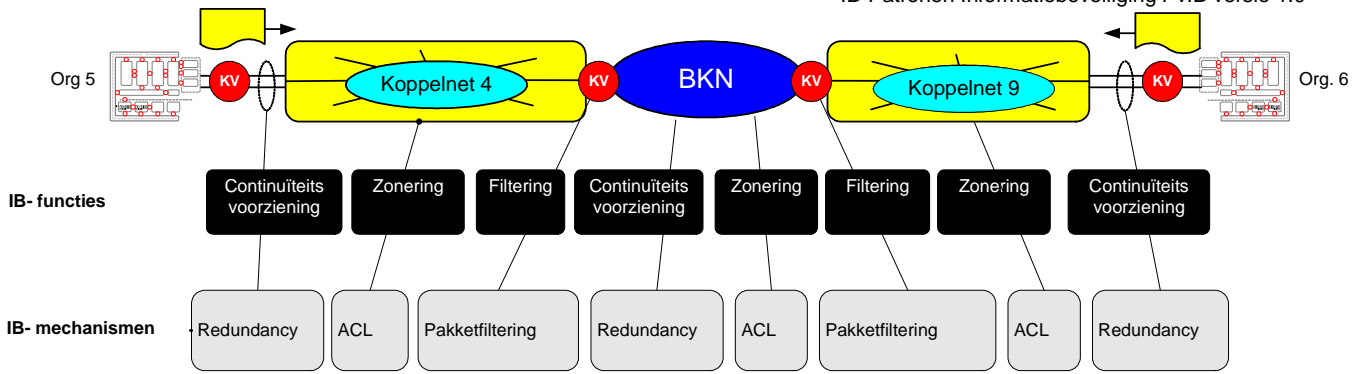 Org 5
KV
Koppelnet 4
KV
BKN
KV
Koppelnet 9
KV
Org. 6
IB- functies
Continuïteits
voorziening
Zonering
Filtering
Continuïteits
voorziening
Zonering
Filtering
Zonering
Continuïteits
voorziening
IB- mechanismen
Redundancy
ACL
Pakketfiltering
Redundancy
ACL
Pakketfiltering
ACL
Redundancy